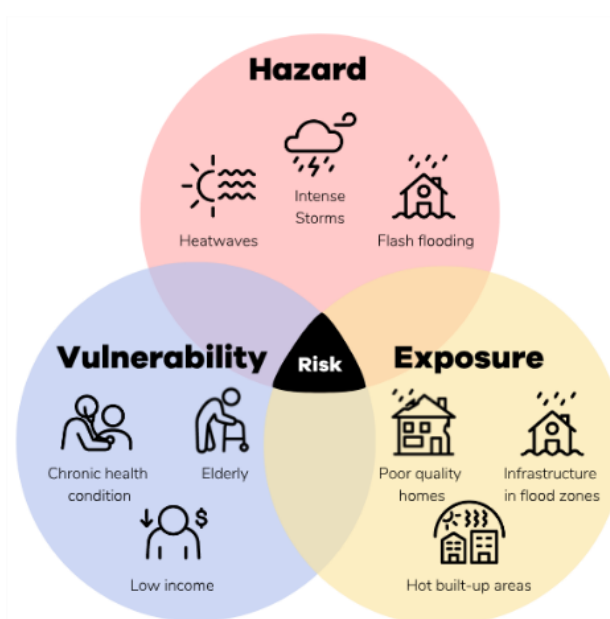 Hazard
Intense
Storms
Heatwaves
Flash flooding
Vulnerability
Risk
Exposure
Chronic health
condition
Elderly
Poor quality
homes
Infrastructure
in flood zones
$
Low income
Hot built-up areas